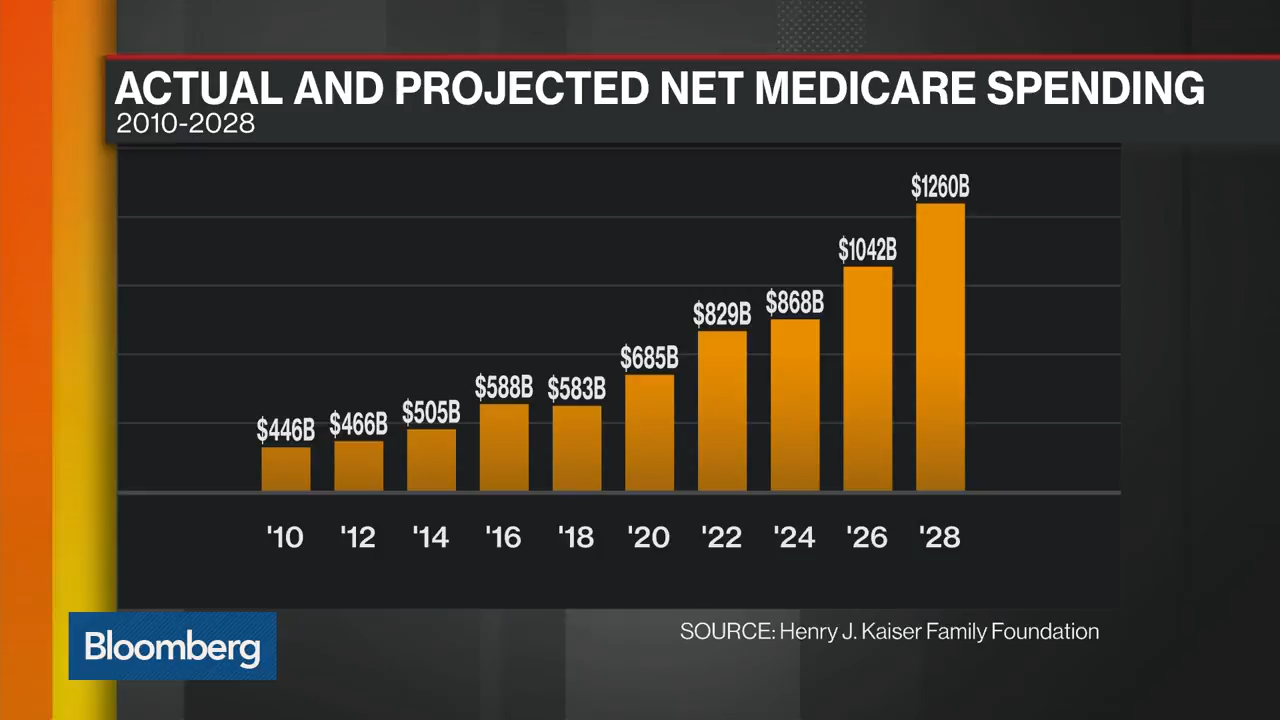 ACTUAL AND PROJECTED NET MEDICARE SPENDING
2010-2028
$446B $466B $505B $588B $583B $685B $829B $868B $1042B $1260B
'10 '12 '14 '16 '18 '20 '22 '24 '26 '28
Bloomberg
SOURCE: Henry J. Kaiser Family Foundation